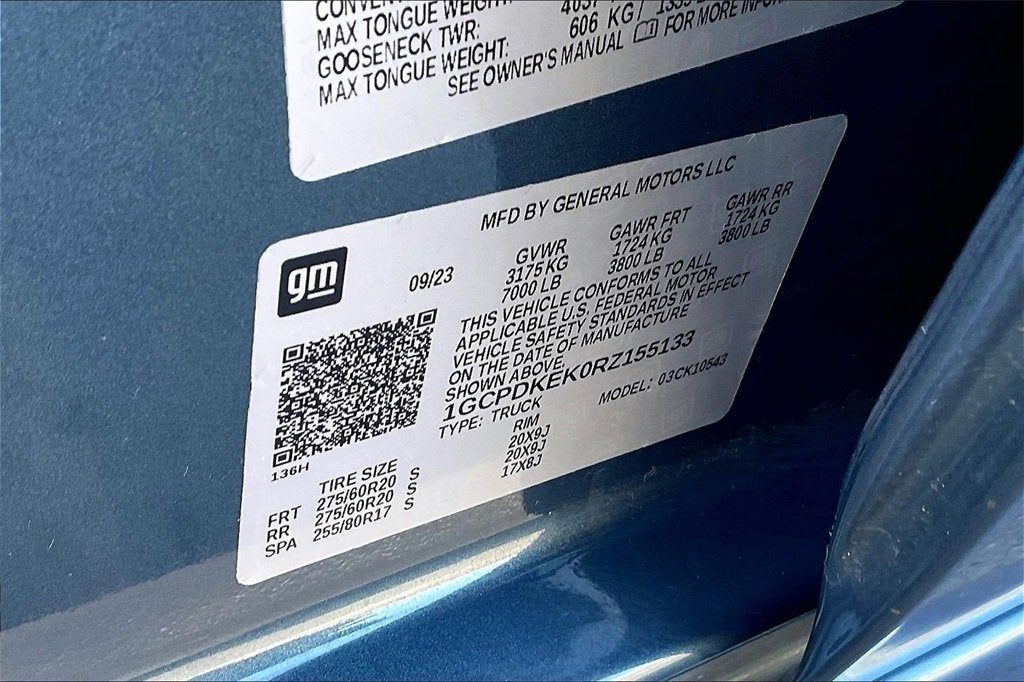 MAX TONGUE WEIGHT:
GOOSENECK TWR: 606 KG/
MAX TONGUE WEIGHT:
SEE OWNER'S MANUAL FOR MORE
MFD BY GENERAL MOTORS LLC
gm
09/23
GVWR GAWR FRT GAWR RR
3175 KG 1724 KG 1724 KG
7000 LB 3800 LB 3800 LB
THIS VEHICLE CONFORMS TO ALL
APPLICABLE U.S. FEDERAL MOTOR
VEHICLE SAFETY STANDARDS IN EFFECT
ON THE DATE OF MANUFACTURE
SHOWN ABOVE.
1GCPDKEK0RZ155133
TYPE: TRUCK MODEL: 03CK10543
136H
TIRE SIZE RIM
FRT 275/60R20 S 20X9J
RR 275/60R20 S 20X9J
SPA 255/80R17 S 17X8J